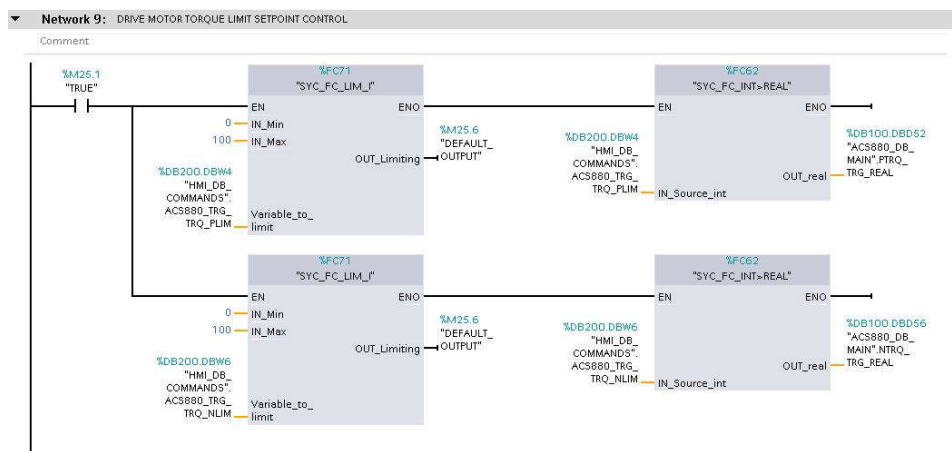 Network 9: DRIVE MOTOR TORQUE LIMIT SETPOINT CONTROL
Comment
%M25.1
"TRUE"
%FC71
"SYC_FC_LIM_I"
EN
ENO
0
IN_Min
100
IN_Max
%M25.6
"DEFAULT_
OUTPUT"
OUT_Limiting
%DB200.DBW4
"HMI_DB_
COMMANDS".
ACS880_TRG_
TRQ_PLIM
Variable_to_
limit
%FC62
"SYC_FC_INT>REAL"
EN
ENO
%DB200.DBW4
"HMI_DB_
COMMANDS".
ACS880_TRG_
TRQ_PLIM
IN_Source_int
%DB100.DBD52
"ACS880_DB_
MAIN".PTRQ_
TRG_REAL
OUT_real
%FC71
"SYC_FC_LIM_I"
EN
ENO
0
IN_Min
100
IN_Max
%M25.6
"DEFAULT_
OUTPUT"
OUT_Limiting
%DB200.DBW6
"HMI_DB_
COMMANDS".
ACS880_TRG_
TRQ_NLIM
Variable_to_
limit
%FC62
"SYC_FC_INT>REAL"
EN
ENO
%DB200.DBW6
"HMI_DB_
COMMANDS".
ACS880_TRG_
TRQ_NLIM
IN_Source_int
%DB100.DBD56
"ACS880_DB_
MAIN".NTRQ_
TRG_REAL
OUT_real